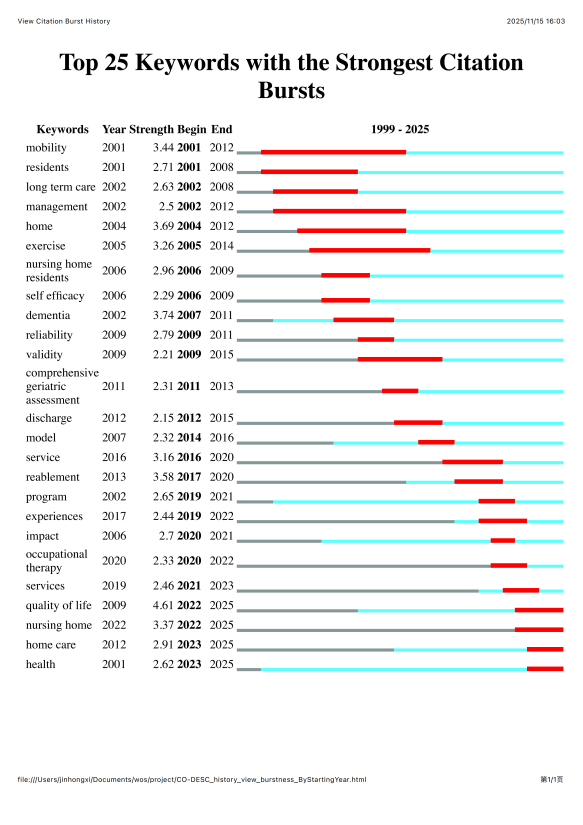 View Citation Burst History 2025/11/15 16:03
Top 25 Keywords with the Strongest Citation
Bursts
Keywords Year Strength Begin End 1999 - 2025
mobility 2001 3.44 2001 2012
residents 2001 2.71 2001 2008
long term care 2002 2.63 2002 2008
management 2002 2.5 2002 2012
home 2004 3.69 2004 2012
exercise 2005 3.26 2005 2014
nursing home
residents 2006 2.96 2006 2009
self efficacy 2006 2.29 2006 2009
dementia 2002 3.74 2007 2011
reliability 2009 2.79 2009 2011
validity 2009 2.21 2009 2015
comprehensive
geriatric 2011 2.31 2011 2013
assessment
discharge 2012 2.15 2012 2015
model 2007 2.32 2014 2016
service 2016 3.16 2016 2020
reablement 2013 3.58 2017 2020
program 2002 2.65 2019 2021
experiences 2017 2.44 2019 2022
impact 2006 2.7 2020 2021
occupational
therapy 2020 2.33 2020 2022
services 2019 2.46 2021 2023
quality of life 2009 4.61 2022 2025
nursing home 2022 3.37 2022 2025
home care 2012 2.91 2023 2025
health 2001 2.62 2023 2025
file:///Users/jinhongxi/Documents/wos/project/CO-DESC_history_view_burstness_ByStartingYear.html 第1/1页